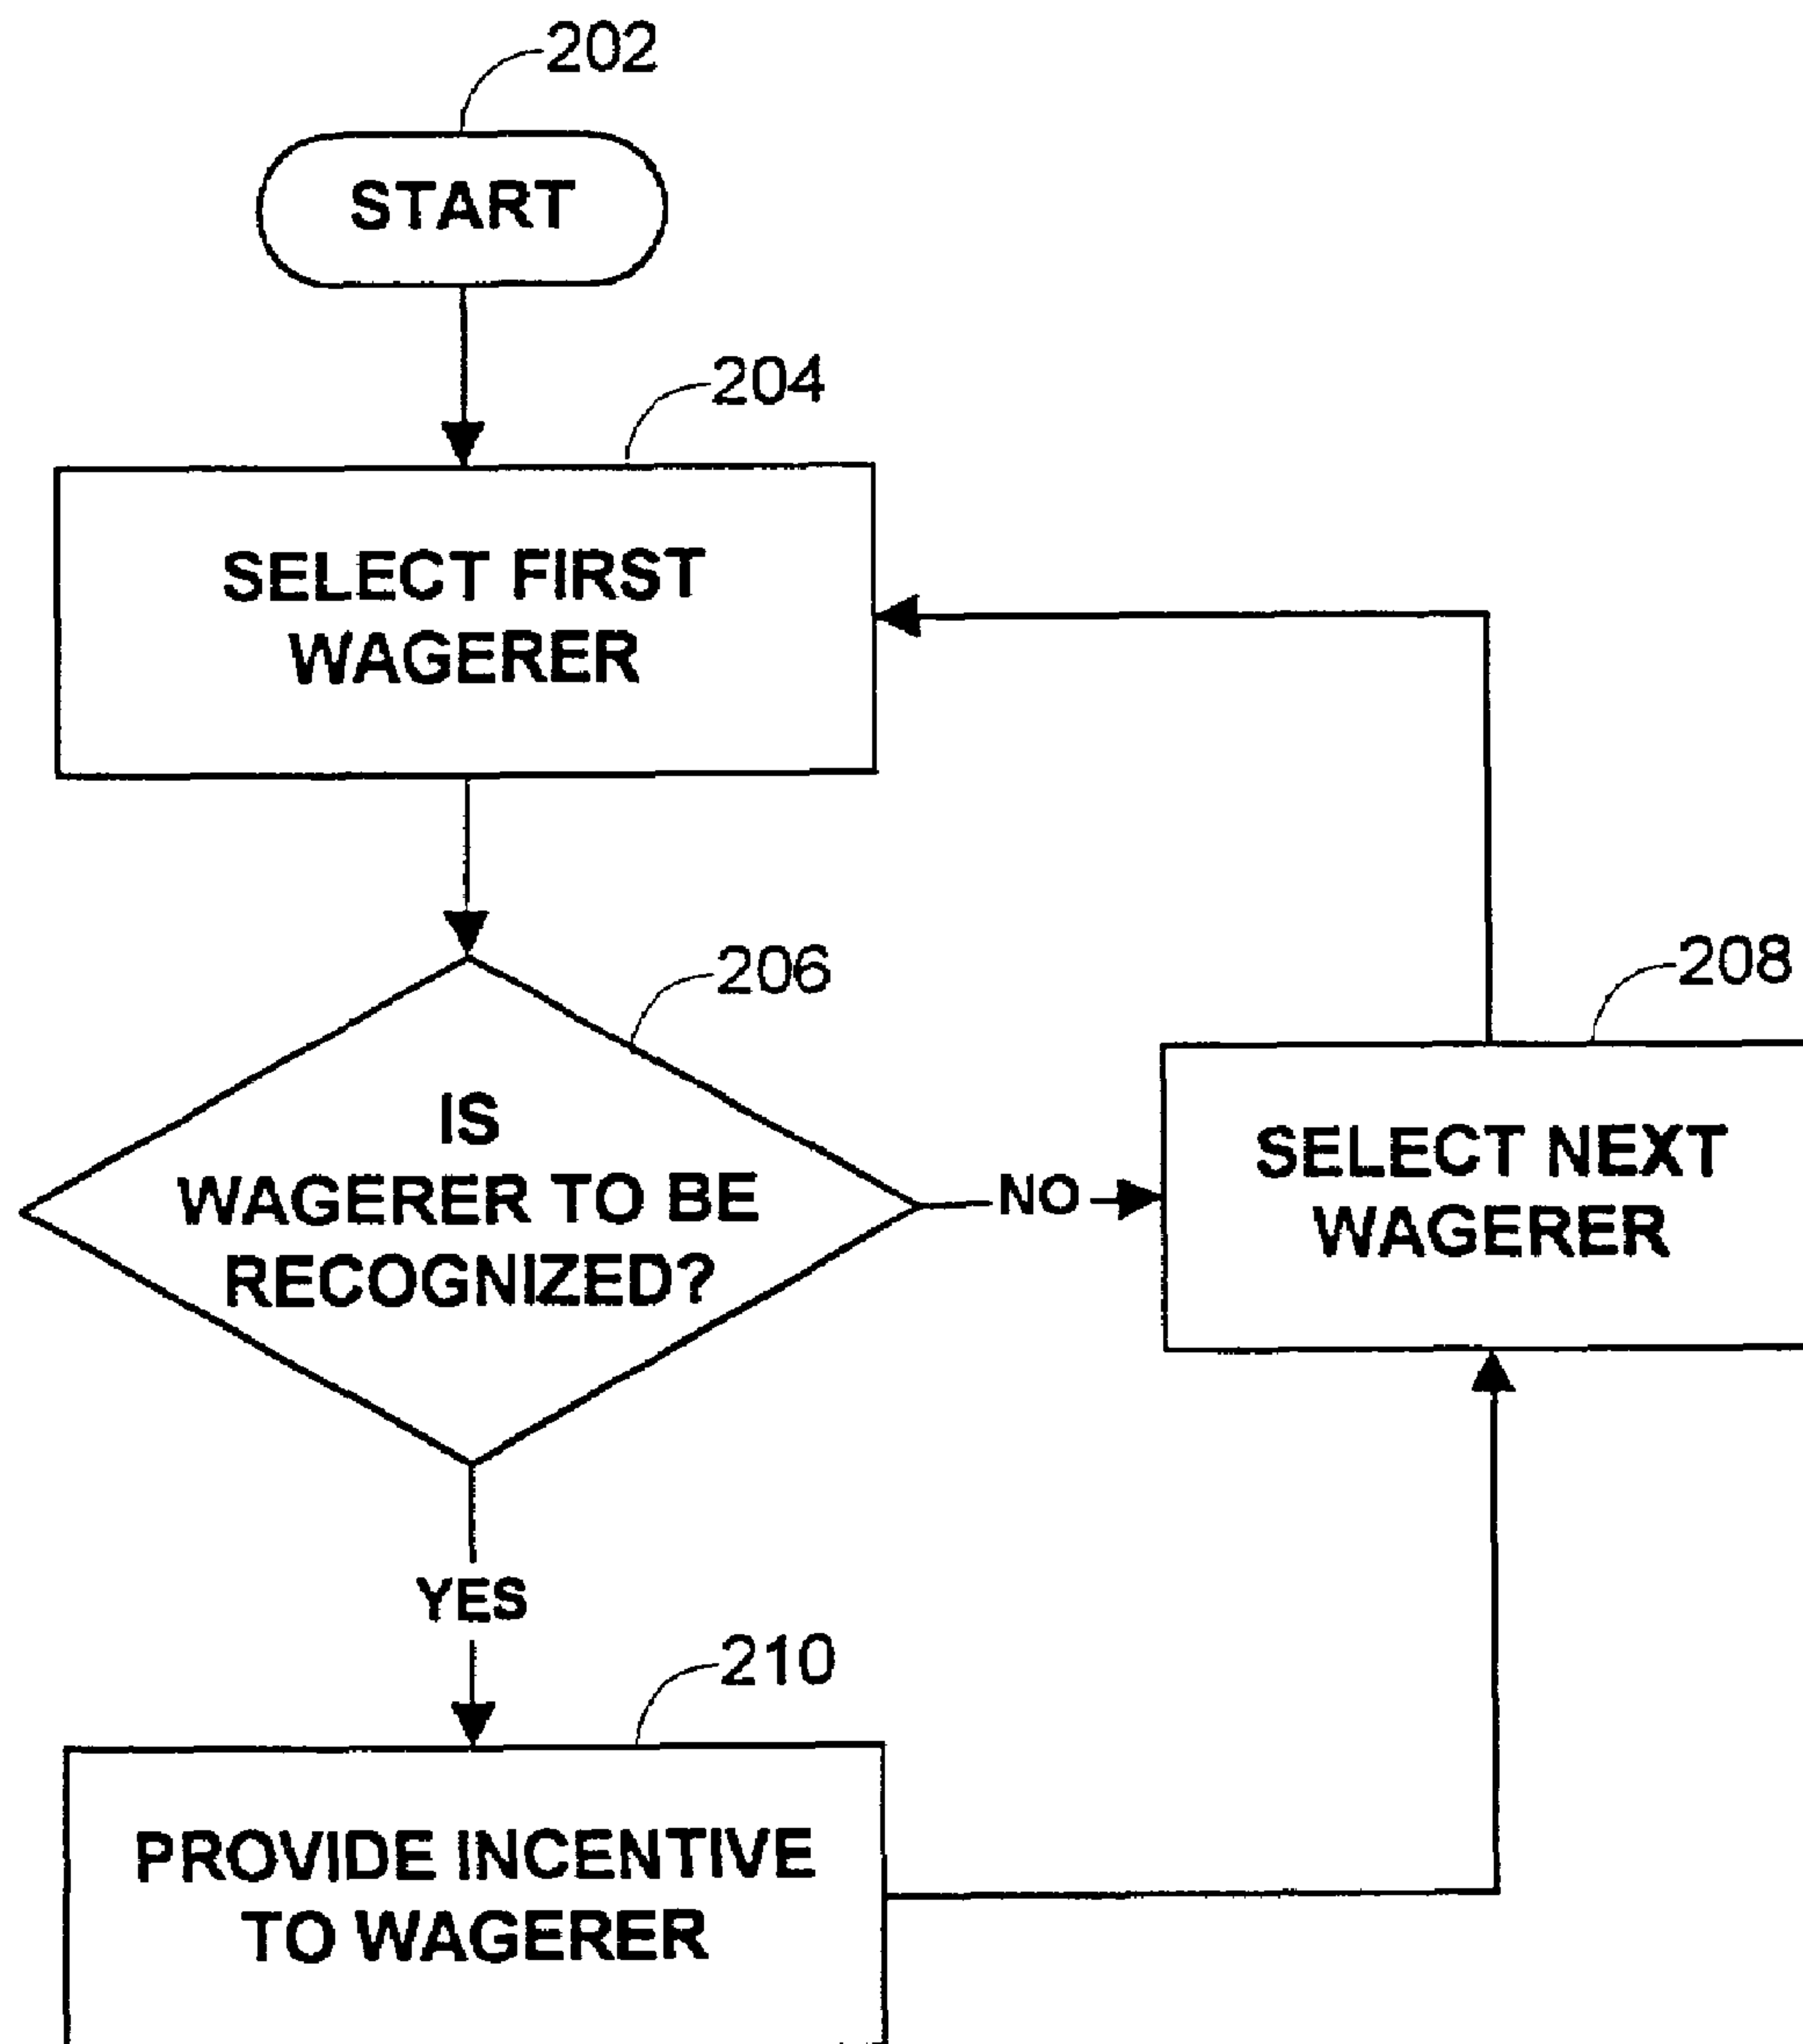 202
START
204
SELECT FIRST
WAGERER
206
IS
WAGERER TO BE
RECOGNIZED?
NO
208
SELECT NEXT
WAGERER
YES
210
PROVIDE INCENTIVE
TO WAGERER